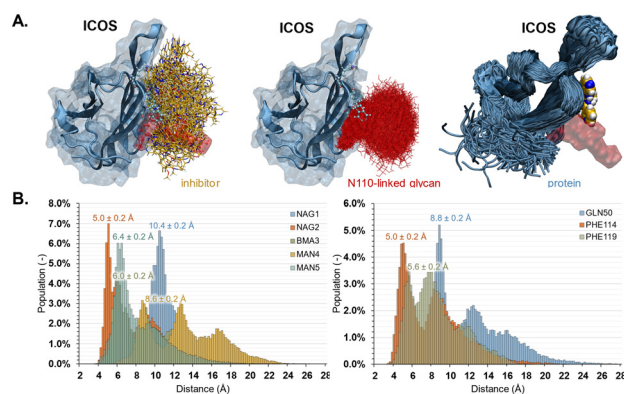 A.
ICOS ICOS ICOS
inhibitor N110-linked glycan protein
B.
8.0%
7.0%
6.0%
5.0%
4.0%
3.0%
2.0%
1.0%
0.0%
Population (-)
5.0 ± 0.2 Å
6.4 ± 0.2 Å
10.4 ± 0.2 Å
6.0 ± 0.2 Å
8.6 ± 0.2 Å
NAG1
NAG2
BMA3
MAN4
MAN5
2 4 6 8 10 12 14 16 18 20 22 24 26 28
Distance (Å)
6.0%
5.0%
4.0%
3.0%
2.0%
1.0%
0.0%
Population (-)
8.8 ± 0.2 Å
5.0 ± 0.2 Å
5.6 ± 0.2 Å
GLN50
PHE114
PHE119
2 4 6 8 10 12 14 16 18 20 22 24 26 28
Distance (Å)